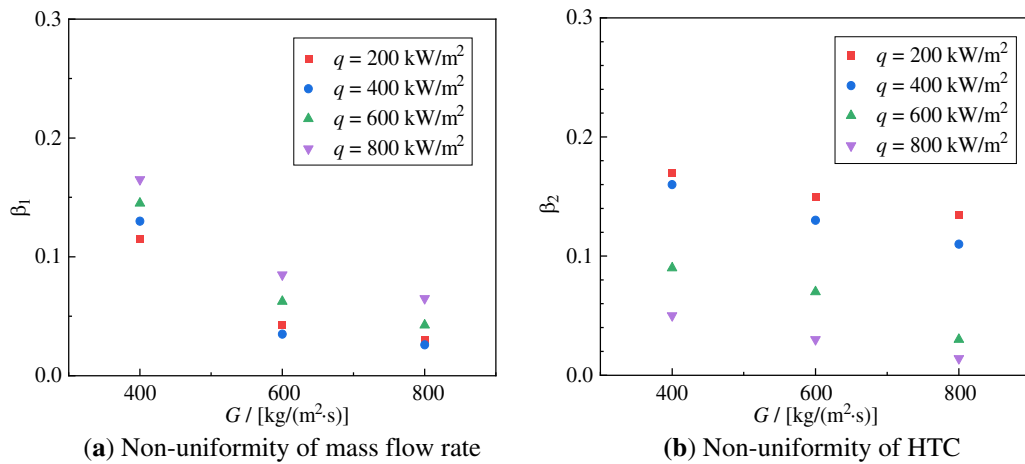 0.3
0.2
0.1
0.0
β₁
q = 200 kW/m²
q = 400 kW/m²
q = 600 kW/m²
q = 800 kW/m²
400 600 800
G / [kg/(m²·s)]
(a) Non-uniformity of mass flow rate
0.3
0.2
0.1
0.0
β₂
q = 200 kW/m²
q = 400 kW/m²
q = 600 kW/m²
q = 800 kW/m²
400 600 800
G / [kg/(m²·s)]
(b) Non-uniformity of HTC